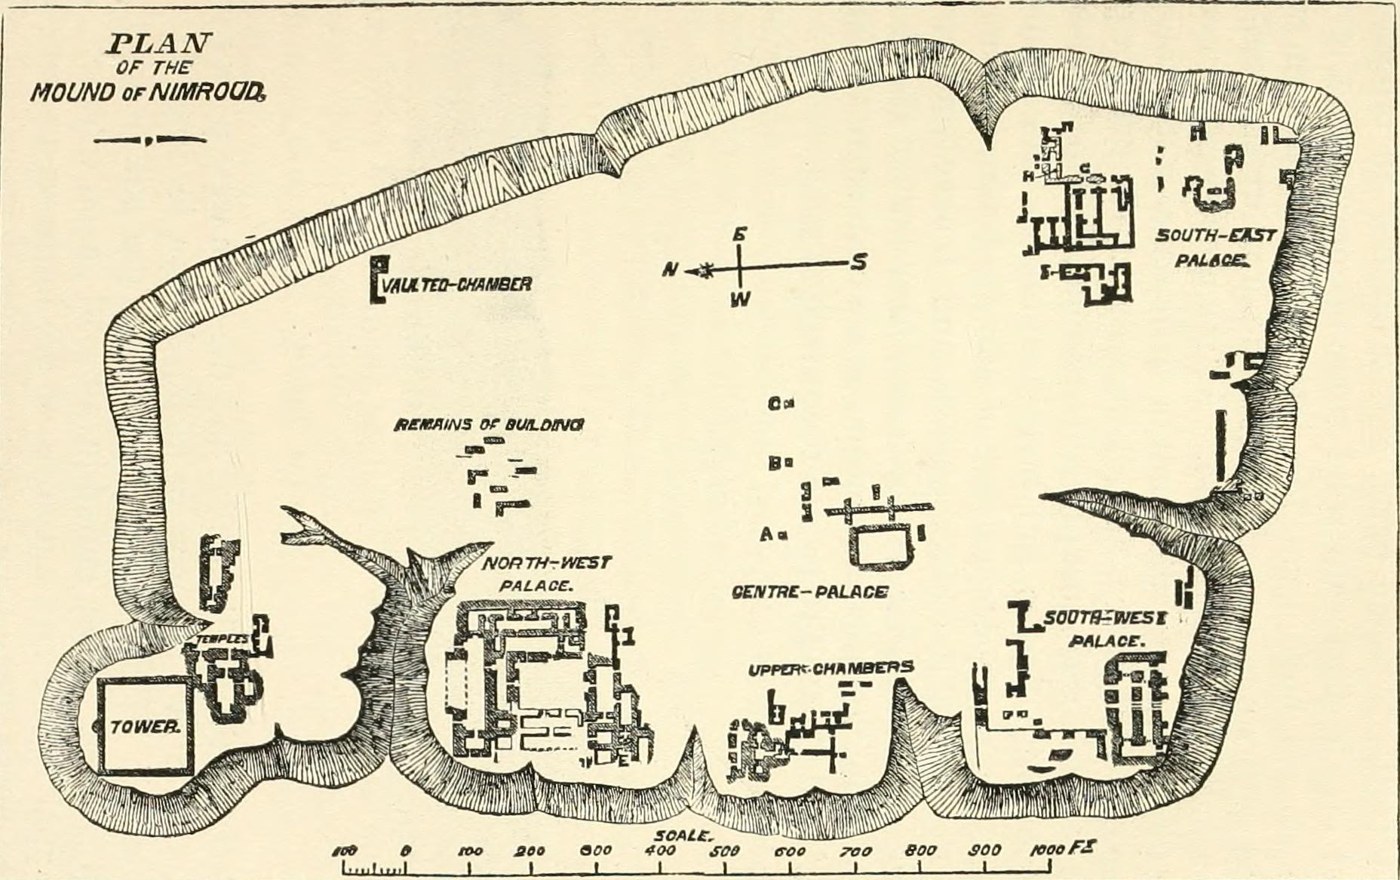 PLAN
OF THE
MOUND OF NIMROUD.
E
N
S
W
H
G
SOUTH-EAST
PALACE.
VAULTED-CHAMBER
REMAINS OF BUILDING
C
B
A
NORTH-WEST
PALACE.
CENTRE-PALACE
1
SOUTH-WEST
PALACE.
TEMPLES
UPPER-CHAMBERS
TOWER.
E
SCALE.
100 0 100 200 300 400 500 600 700 800 900 1000 FT